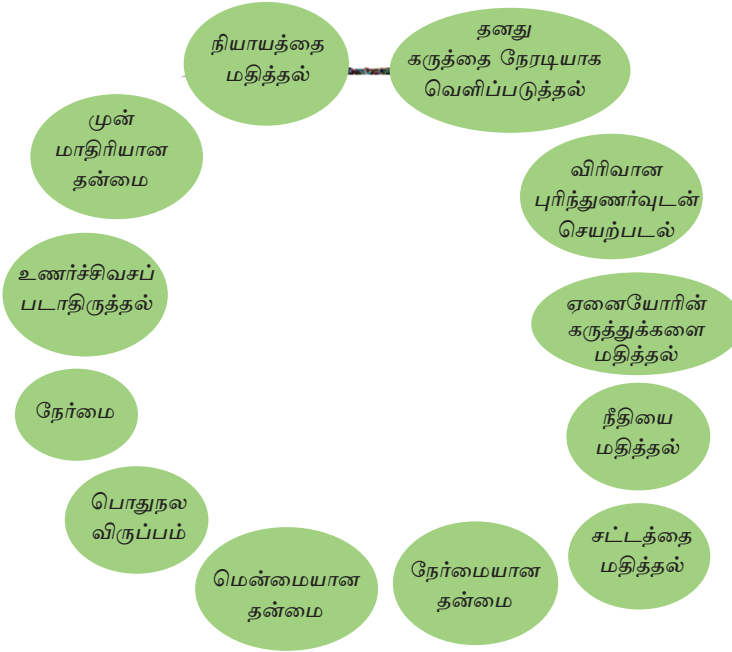 நியாயத்தை
மதித்தல்
தனது
கருத்தை நேரடியாக
வெளிப்படுத்தல்
விரிவான
புரிந்துணர்வுடன்
செயற்படல்
ஏனையோரின்
கருத்துக்களை
மதித்தல்
நீதியை
மதித்தல்
சட்டத்தை
மதித்தல்
நேர்மையான
தன்மை
மென்மையான
தன்மை
பொதுநல
விருப்பம்
நேர்மை
உணர்ச்சிவசப்
படாதிருத்தல்
முன்
மாதிரியான
தன்மை